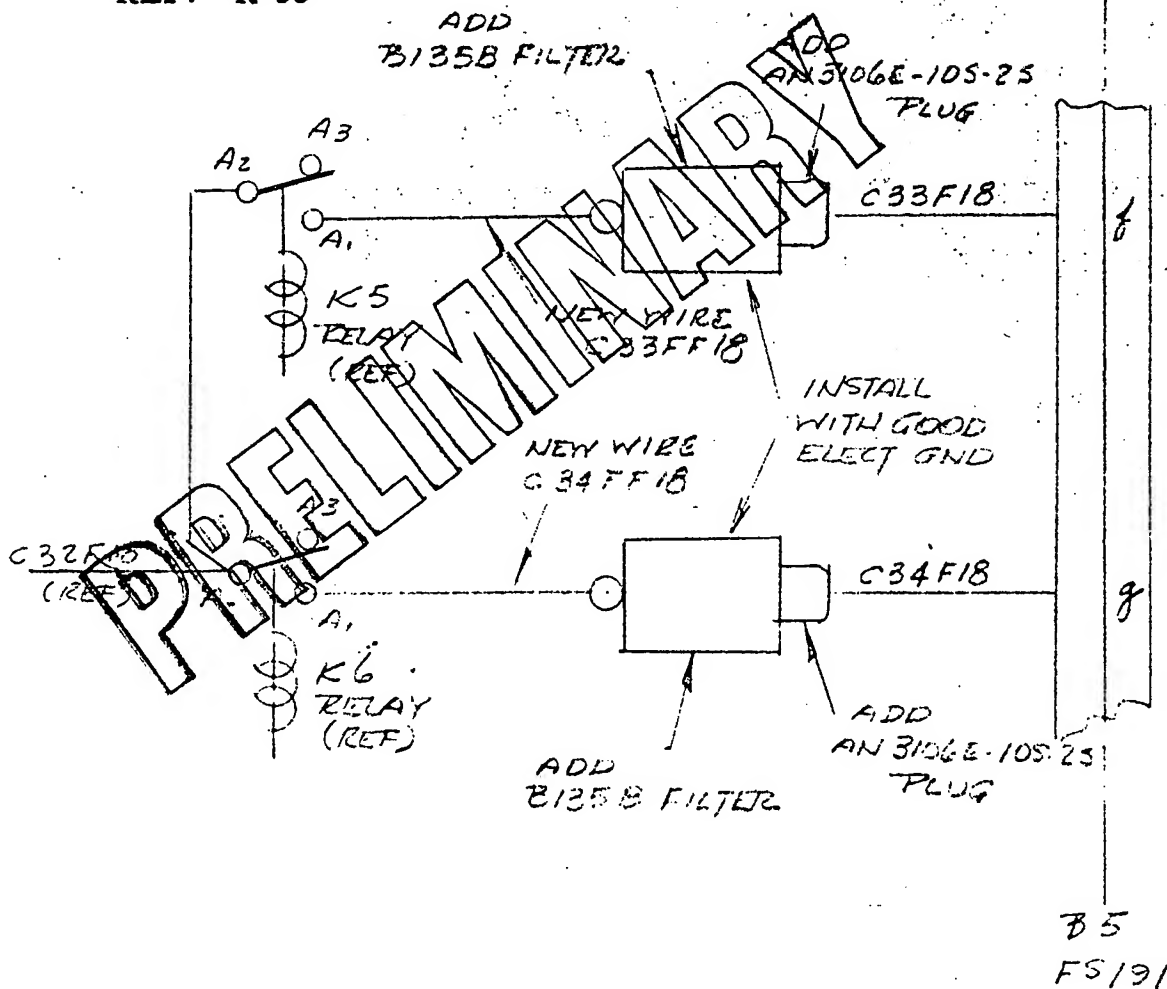 ADD
B135B FILTER
ADD
AN3106E-10S-2S
PLUG
A3
A2
A1
C33F18
f
K5
RELAY
(REF)
NEW WIRE
C33FF18
INSTALL
WITH GOOD
ELECT GND
NEW WIRE
C34FF18
PRELIMINARY
A3
(REF)
A1
C34F18
g
K6
RELAY
(REF)
ADD
B135B FILTER
ADD
AN3106E-10S-2S
PLUG
B5
FS191